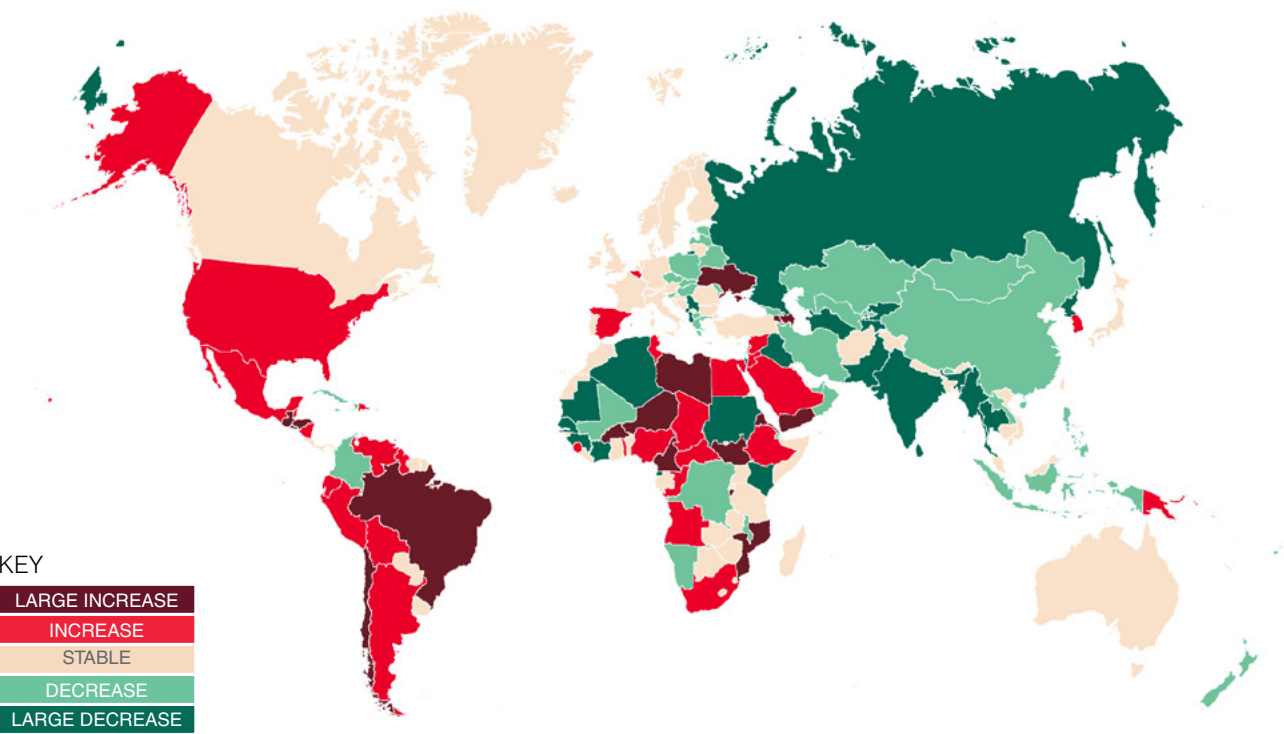 KEY
LARGE INCREASE
INCREASE
STABLE
DECREASE
LARGE DECREASE